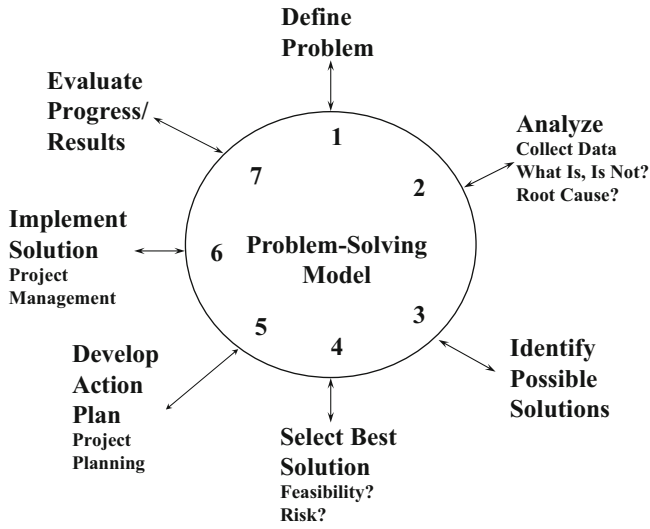 Define
Problem
1
Analyze
Collect Data
What Is, Is Not?
Root Cause?
2
Identify
Possible
Solutions
3
Select Best
Solution
Feasibility?
Risk?
4
Develop
Action
Plan
Project
Planning
5
Implement
Solution
Project
Management
6
Evaluate
Progress/
Results
7
Problem-Solving
Model